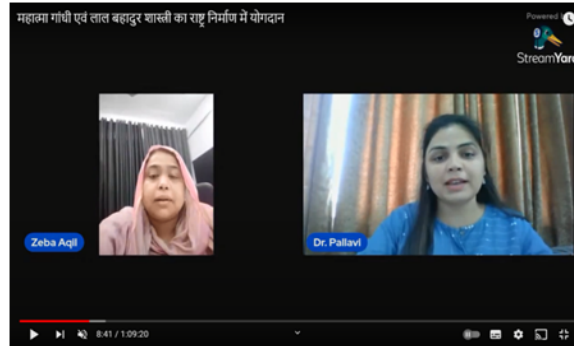 महात्मा गांधी एवं लाल बहादुर शास्त्री का राष्ट्र निर्माण में योगदान
Powered
StreamYard
Zeba Aqil
Dr. Pallavi
8:41 / 1:09:20